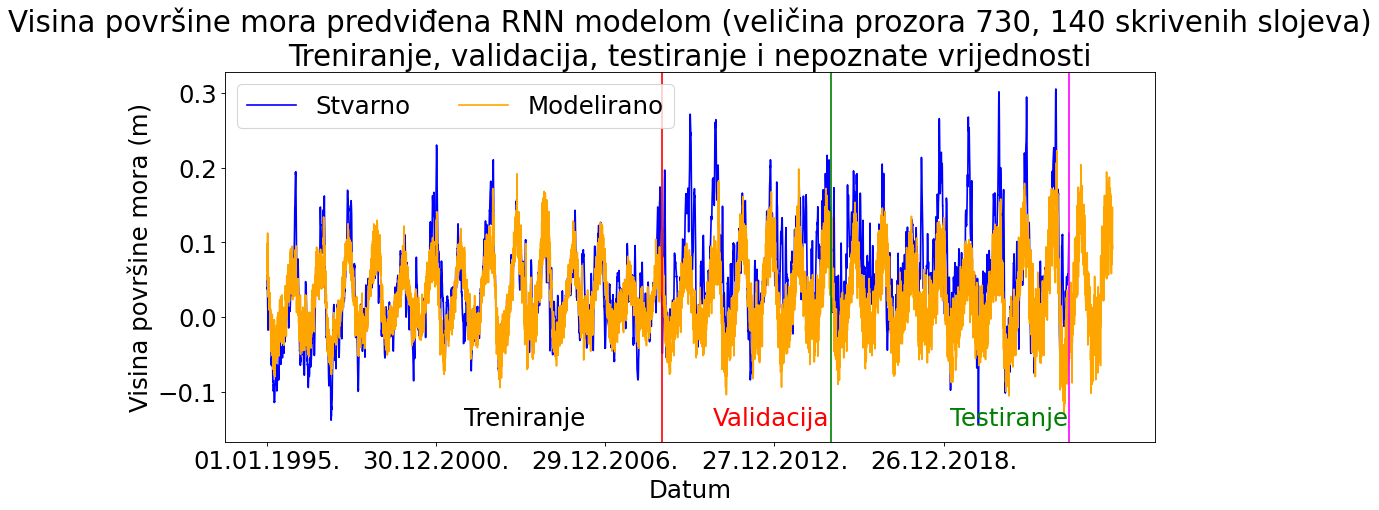 Visina površine mora predviđena RNN modelom (veličina prozora 730, 140 skrivenih slojeva)
Treniranje, validacija, testiranje i nepoznate vrijednosti
Stvarno
Modelirano
Visina površine mora (m)
0.3
0.2
0.1
0.0
−0.1
Treniranje
Validacija
Testiranje
01.01.1995.
30.12.2000.
29.12.2006.
27.12.2012.
26.12.2018.
Datum